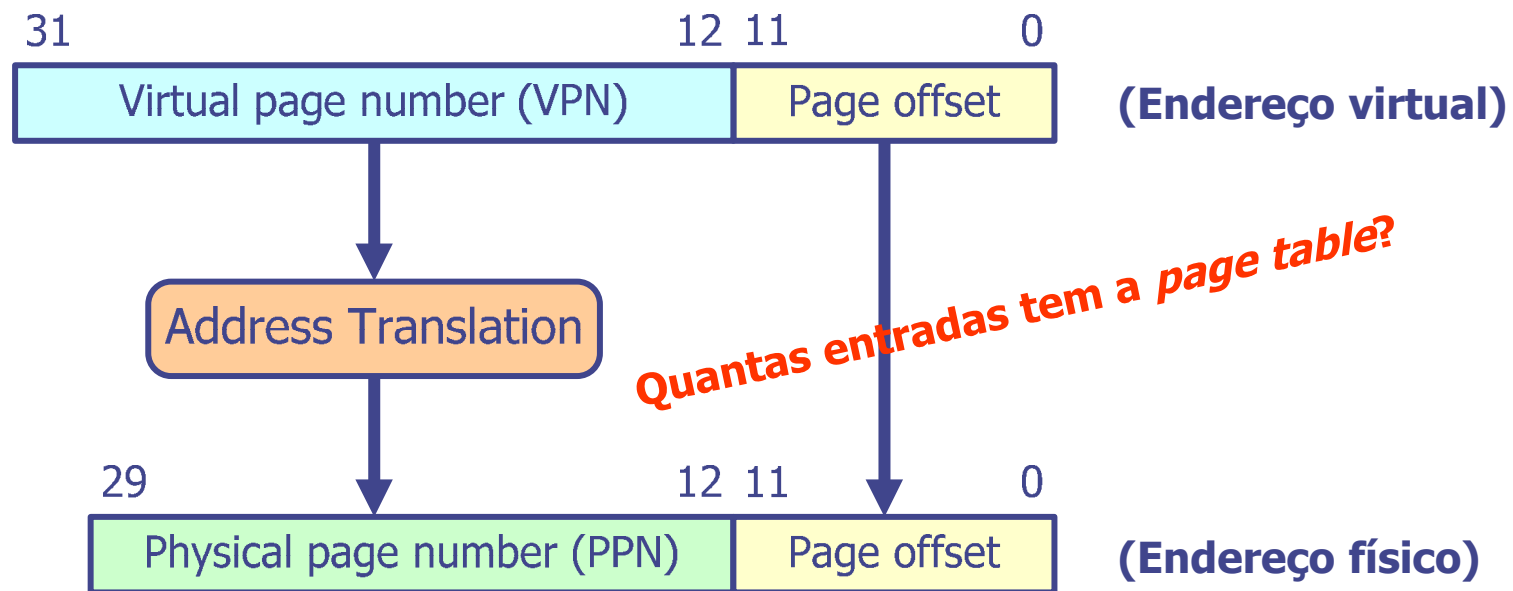 31 12 11 0
Virtual page number (VPN) Page offset (Endereço virtual)
Address Translation
Quantas entradas tem a page table?
29 12 11 0
Physical page number (PPN) Page offset (Endereço físico)